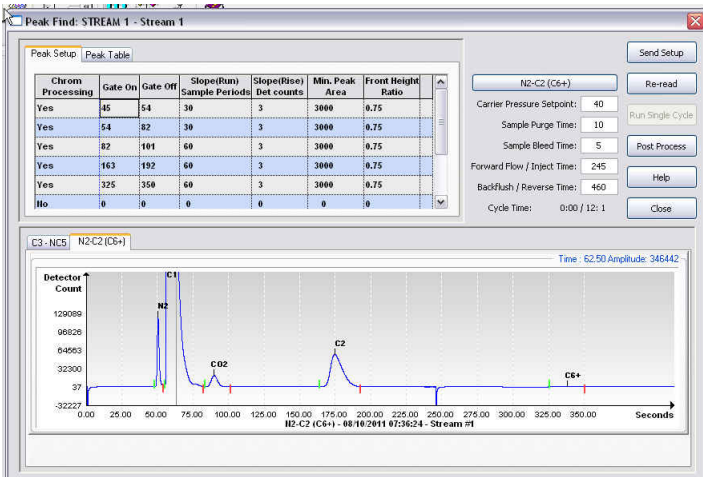 Peak Find: STREAM 1 - Stream 1
Peak Setup Peak Table
Chrom Processing Gate On Gate Off Slope(Run) Sample Periods Slope(Rise) Det counts Min. Peak Area Front Height Ratio
Yes 45 54 30 3 3000 0.75
Yes 54 82 30 3 3000 0.75
Yes 82 101 60 3 3000 0.75
Yes 163 192 60 3 3000 0.75
Yes 325 350 60 3 3000 0.75
No 0 0 0 0 0 0
N2-C2 (C6+)
Carrier Pressure Setpoint: 40
Sample Purge Time: 10
Sample Bleed Time: 5
Forward Flow / Inject Time: 245
Backflush / Reverse Time: 460
Cycle Time: 0:00 / 12: 1
Send Setup
Re-read
Run Single Cycle
Post Process
Help
Close
C3 - NC5 N2-C2 (C6+)
Time : 62.50 Amplitude: 346442
Detector Count
C1
N2
CO2
C2
C6+
129089
96826
64563
32300
37
-32227
0.00 25.00 50.00 75.00 100.00 125.00 150.00 175.00 200.00 225.00 250.00 275.00 300.00 325.00 350.00 Seconds
N2-C2 (C6+) - 08/10/2011 07:36:24 - Stream #1